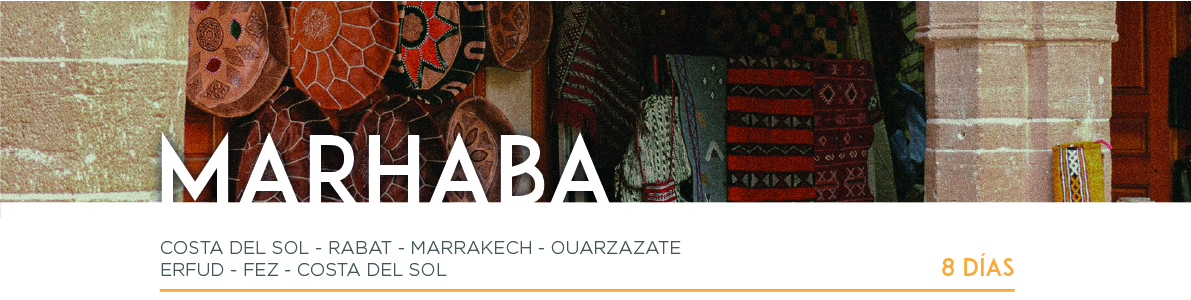 MARHABA
COSTA DEL SOL - RABAT - MARRAKECH - OUARZAZATE
ERFUD - FEZ - COSTA DEL SOL
8 DÍAS